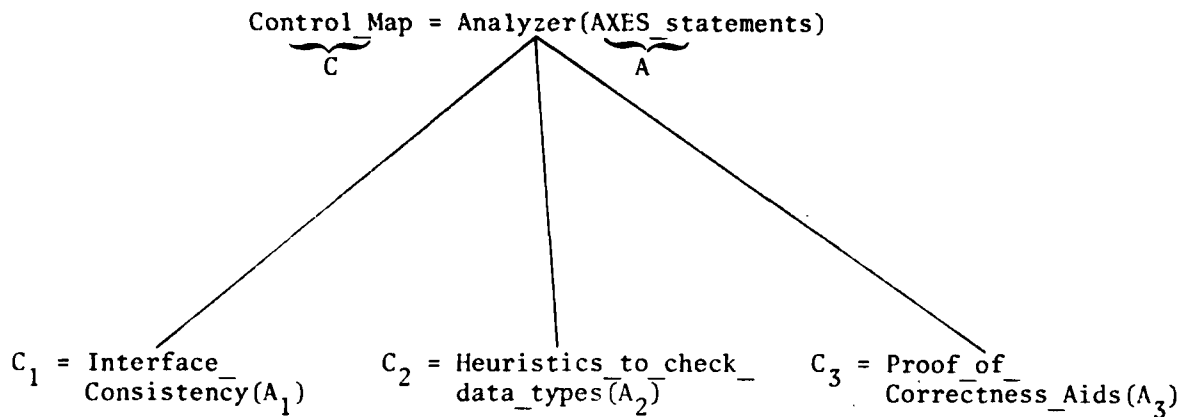 Control_Map = Analyzer(AXES_statements)
C A
C1 = Interface_ C2 = Heuristics_to_check_ C3 = Proof_of_
Consistency(A1) data_types(A2) Correctness_Aids(A3)